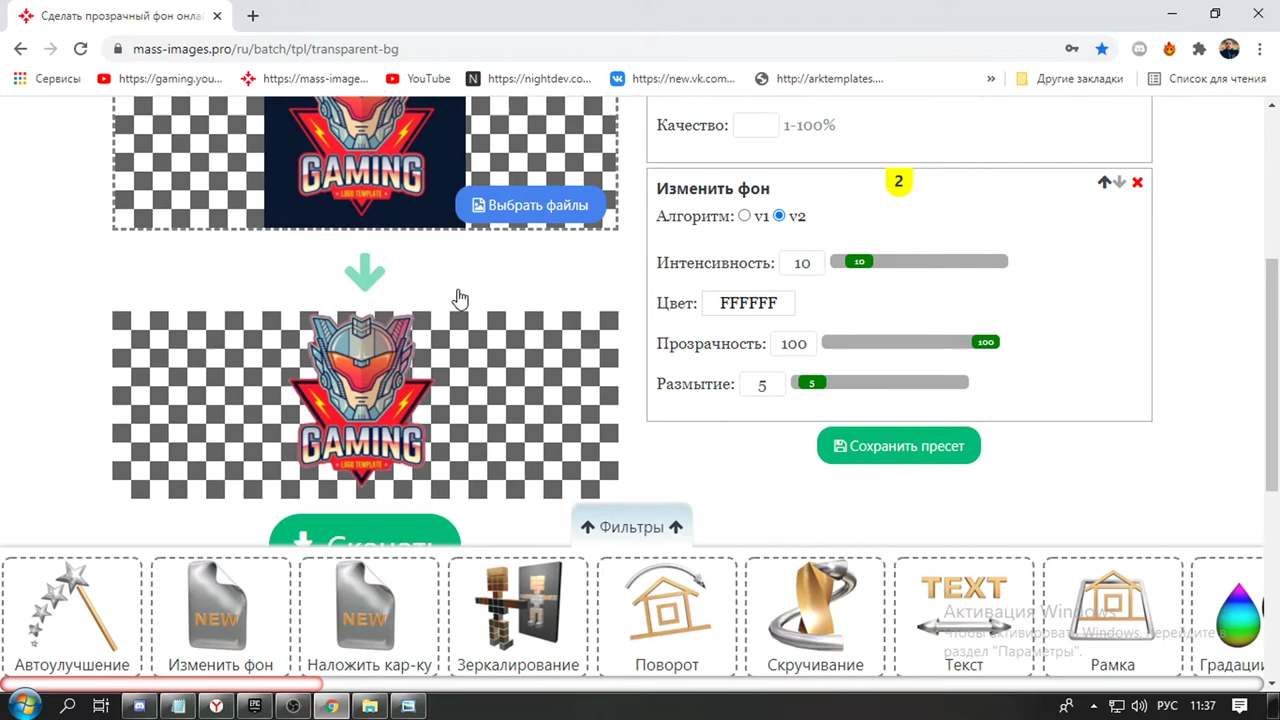 Сделать прозрачный фон онла
mass-images.pro/ru/batch/tpl/transparent-bg
Сервисы
https://gaming.you...
https://mass-image...
YouTube
https://nightdev.co...
https://new.vk.com...
http://arktemplates....
»
Другие закладки
Список для чтения
GAMING
LOGO TEMPLATE
Выбрать файлы
Качество: 1-100%
2
Изменить фон
Алгоритм: v1 v2
Интенсивность: 10 10
Цвет: FFFFFF
Прозрачность: 100 100
Размытие: 5 5
Сохранить пресет
GAMING
LOGO TEMPLATE
Скачать
Фильтры
NEW
NEW
TEXT
Автоулучшение
Изменить фон
Наложить кар-ку
Зеркалирование
Поворот
Скручивание
Текст
Рамка
Градаци
Активация Windows
Чтобы активировать Windows, перейдите в
раздел "Параметры".
РУС
11:37